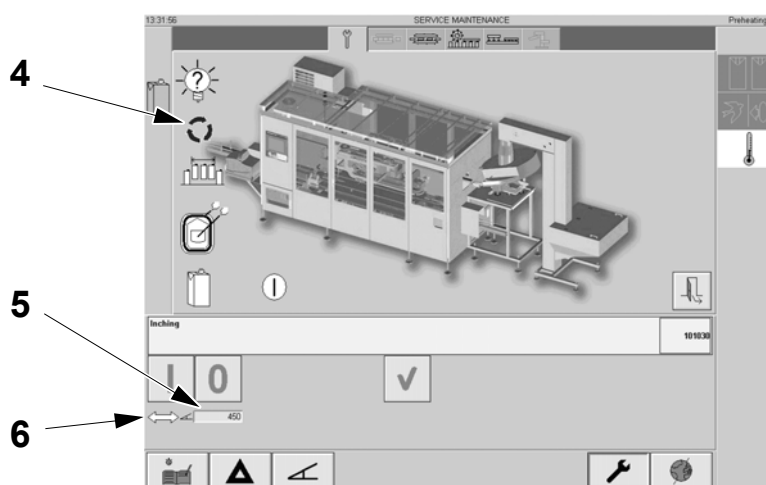 13:31:56 SERVICE MAINTENANCE Preheating
4
?
5
Inching
101030
I 0
450
6